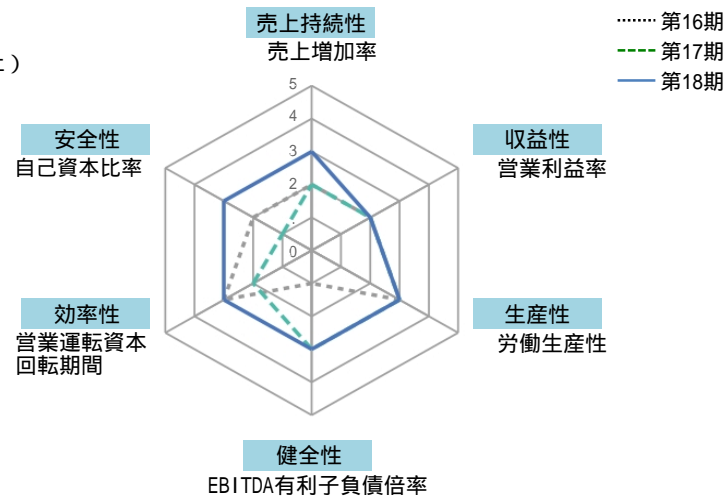 売上持続性
売上増加率
上）
第16期
第17期
第18期
5
4
3
2
0
安全性
自己資本比率
収益性
営業利益率
効率性
営業運転資本
回転期間
生産性
労働生産性
健全性
EBITDA有利子負債倍率